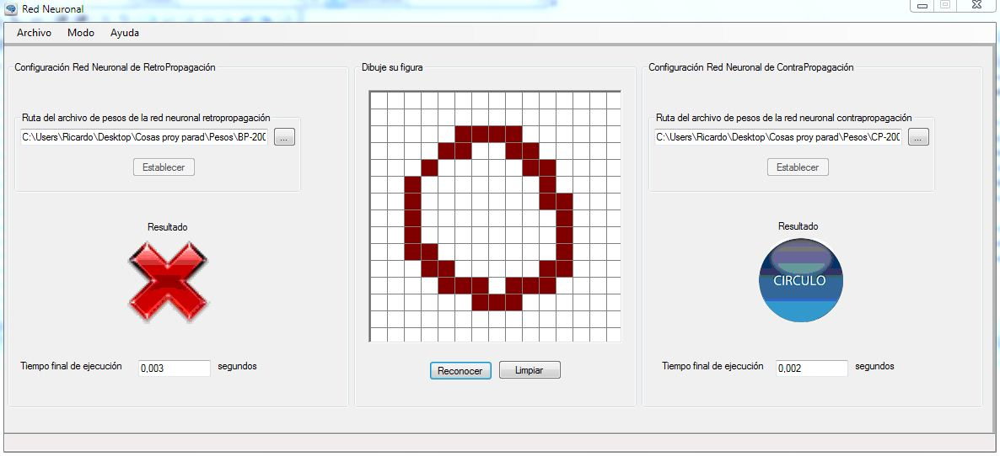 Red Neuronal
Archivo Modo Ayuda
Configuración Red Neuronal de RetroPropagación
Ruta del archivo de pesos de la red neuronal retropropagación
C:\Users\Ricardo\Desktop\Cosas proy parad\Pesos\BP-200
...
Establecer
Resultado
Tiempo final de ejecución 0,003 segundos
Dibuje su figura
Reconocer Limpiar
Configuración Red Neuronal de ContraPropagación
Ruta del archivo de pesos de la red neuronal contrapropagación
C:\Users\Ricardo\Desktop\Cosas proy parad\Pesos\CP-200
...
Establecer
Resultado
CIRCULO
Tiempo final de ejecución 0,002 segundos